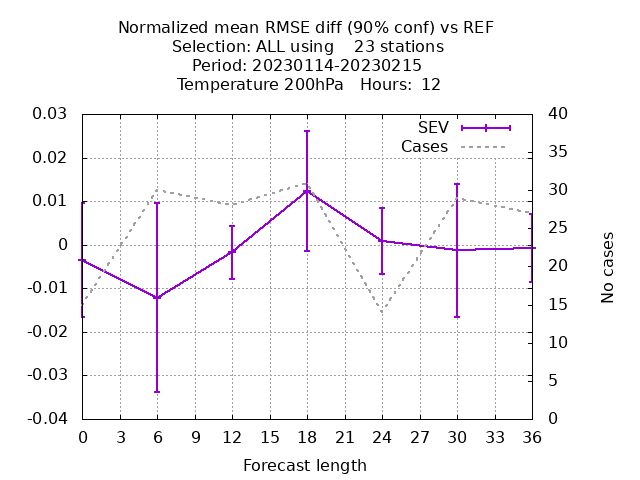 Normalized mean RMSE diff (90% conf) vs REF
Selection: ALL using    23 stations
Period: 20230114-20230215
Temperature 200hPa   Hours:  12
0.03
0.02
0.01
0
-0.01
-0.02
-0.03
-0.04
SEV
Cases
40
35
30
25
20
15
10
5
0
No cases
0 3 6 9 12 15 18 21 24 27 30 33 36
Forecast length